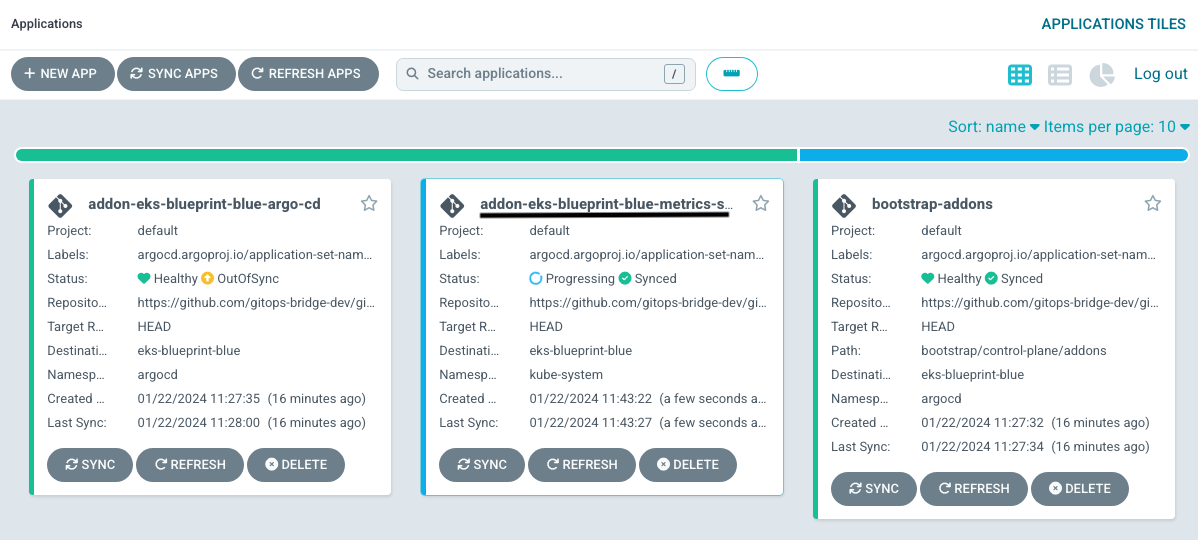 Applications
APPLICATIONS TILES
NEW APP SYNC APPS REFRESH APPS Search applications... / Log out
Sort: name Items per page: 10
addon-eks-blueprint-blue-argo-cd
Project: default
Labels: argocd.argoproj.io/application-set-nam...
Status: Healthy OutOfSync
Reposito... https://github.com/gitops-bridge-dev/gi...
Target R... HEAD
Destinati... eks-blueprint-blue
Namesp... argocd
Created ... 01/22/2024 11:27:35 (16 minutes ago)
Last Sync: 01/22/2024 11:28:00 (16 minutes ago)
SYNC REFRESH DELETE
addon-eks-blueprint-blue-metrics-s...
Project: default
Labels: argocd.argoproj.io/application-set-nam...
Status: Progressing Synced
Reposito... https://github.com/gitops-bridge-dev/gi...
Target R... HEAD
Destinati... eks-blueprint-blue
Namesp... kube-system
Created ... 01/22/2024 11:43:22 (a few seconds a...
Last Sync: 01/22/2024 11:43:27 (a few seconds a...
SYNC REFRESH DELETE
bootstrap-addons
Project: default
Labels: argocd.argoproj.io/application-set-nam...
Status: Healthy Synced
Reposito... https://github.com/gitops-bridge-dev/gi...
Target R... HEAD
Path: bootstrap/control-plane/addons
Destinati... eks-blueprint-blue
Namesp... argocd
Created ... 01/22/2024 11:27:32 (16 minutes ago)
Last Sync: 01/22/2024 11:27:34 (16 minutes ago)
SYNC REFRESH DELETE